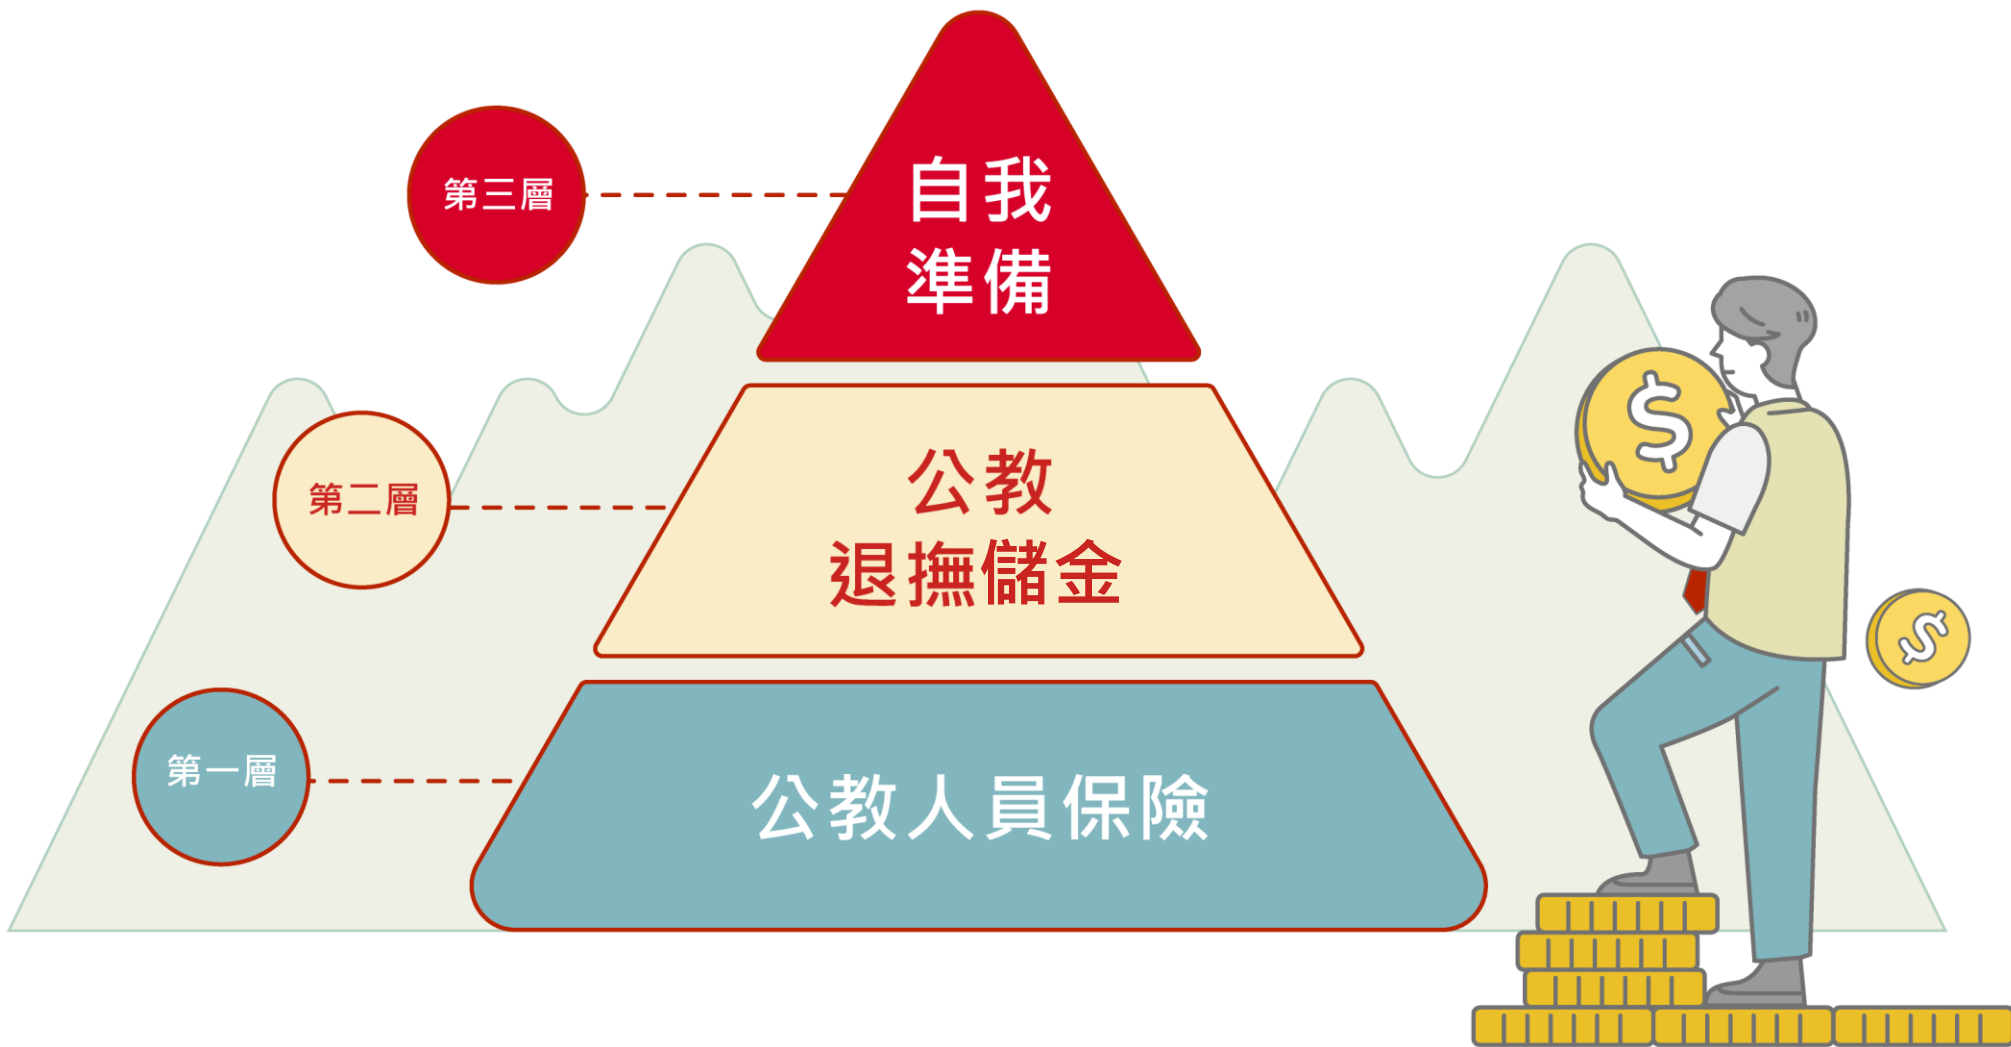 第三層
自我
準備
第二層
公教
退撫儲金
第一層
公教人員保險